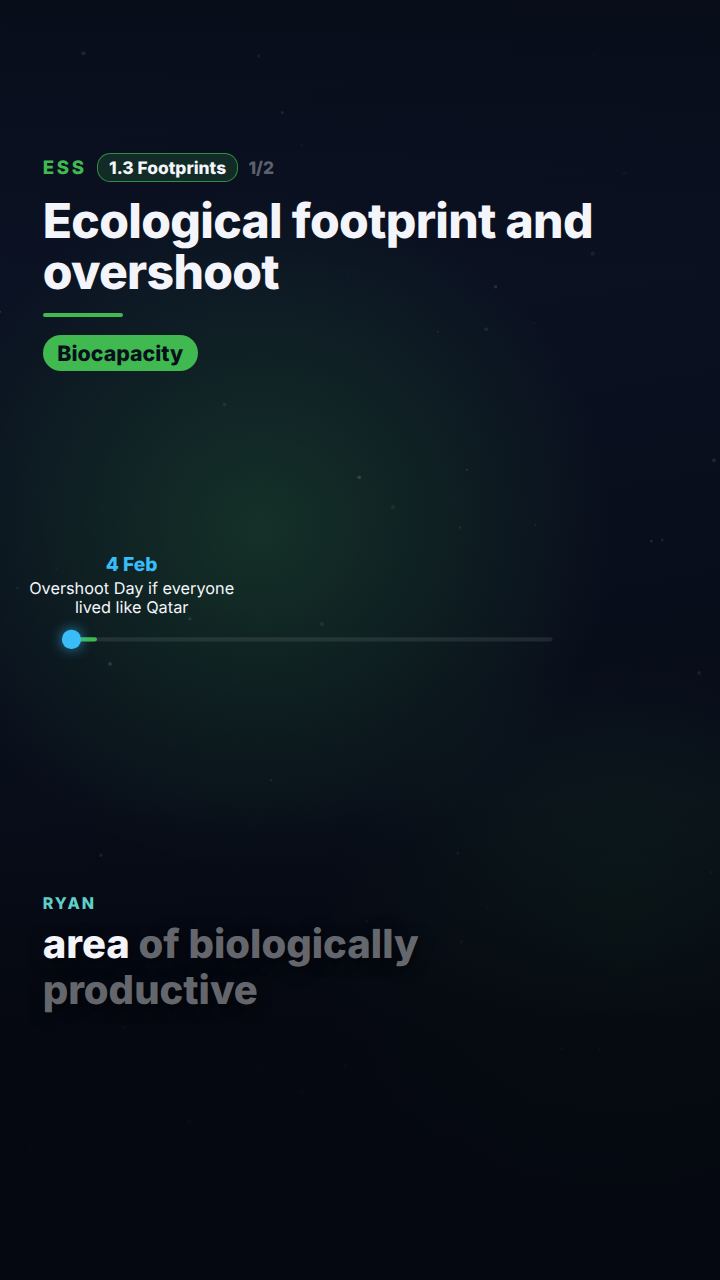 ESS 1.3 Footprints 1/2
Ecological footprint and
overshoot
Biocapacity
4 Feb
Overshoot Day if everyone
lived like Qatar
RYAN
area of biologically
productive